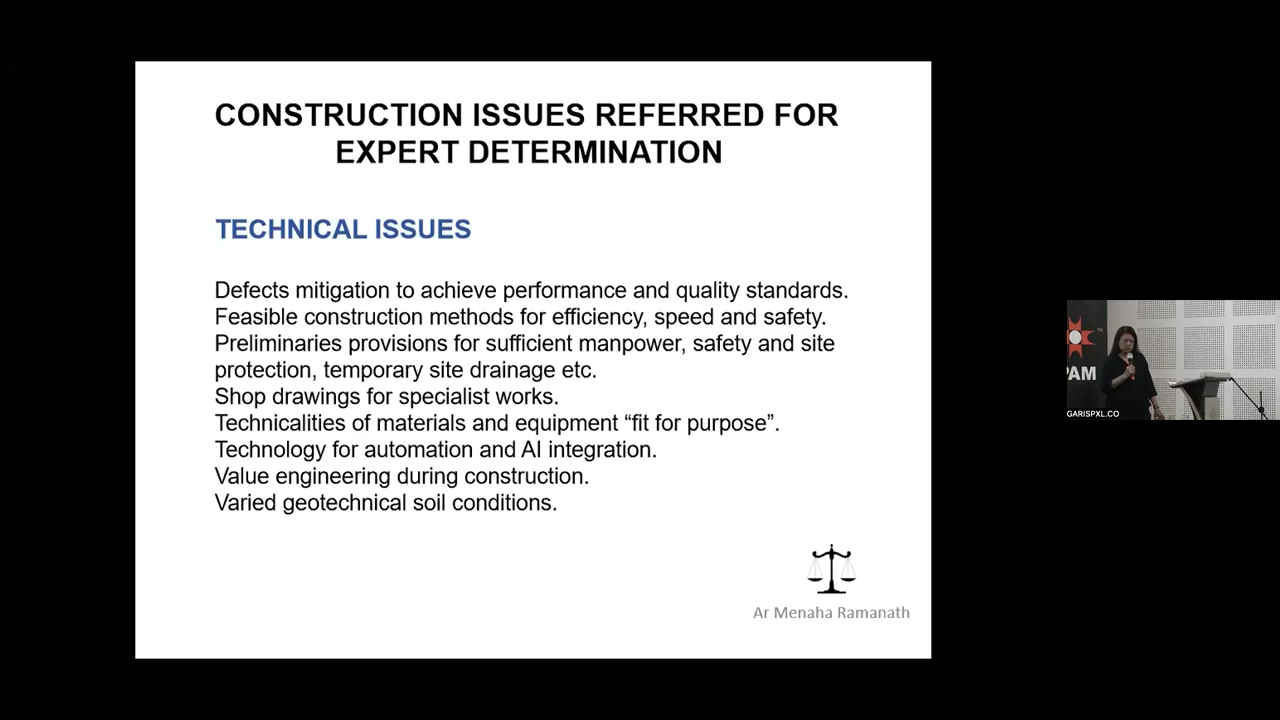 CONSTRUCTION ISSUES REFERRED FOR
EXPERT DETERMINATION
TECHNICAL ISSUES
Defects mitigation to achieve performance and quality standards.
Feasible construction methods for efficiency, speed and safety.
Preliminaries provisions for sufficient manpower, safety and site
protection, temporary site drainage etc.
Shop drawings for specialist works.
Technicalities of materials and equipment “fit for purpose”.
Technology for automation and AI integration.
Value engineering during construction.
Varied geotechnical soil conditions.
Ar Menaha Ramanath
PAM
GARISPXL.CO